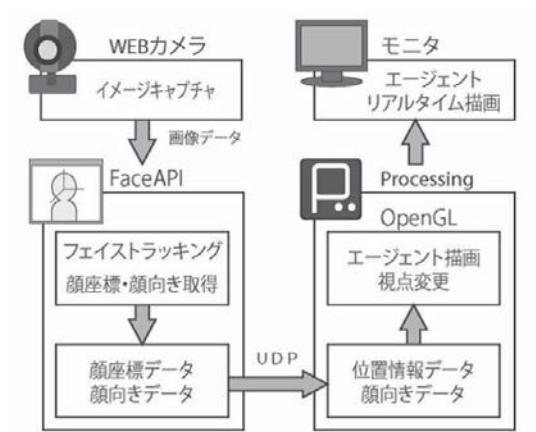 WEBカメラ
イメージキャプチャ
画像データ
FaceAPI
フェイストラッキング
顔座標・顔向き取得
顔座標データ
顔向きデータ
UDP
モニタ
エージェント
リアルタイム描画
Processing
OpenGL
エージェント描画
視点変更
位置情報データ
顔向きデータ